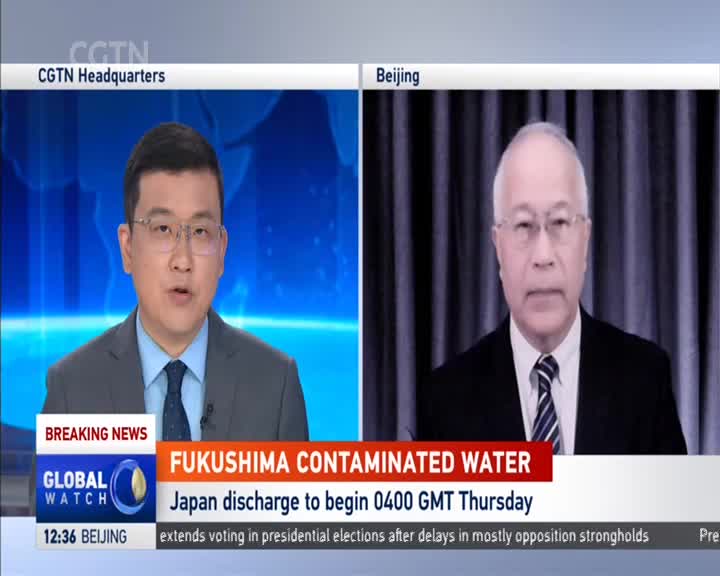 CGTN
CGTN Headquarters
Beijing
BREAKING NEWS
FUKUSHIMA CONTAMINATED WATER
GLOBAL
WATCH
Japan discharge to begin 0400 GMT Thursday
12:36 BEIJING
extends voting in presidential elections after delays in mostly opposition strongholds
Pre